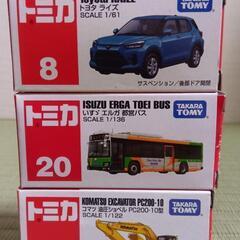 Toyota RAIZE
トミカ
トヨタ ライズ
SCALE 1/61
TAKARA TOMY
8
サスペンション/後部ドア開閉
トミカ
ISUZU ERGA TOEI BUS
いすゞ エルガ 都営バス
SCALE 1/136
TAKARA TOMY
20
トミカ
KOMATSU EXCAVATOR PC200-10
コマツ 油圧ショベル PC200-10型
SCALE 1/122
TAKARA TOMY